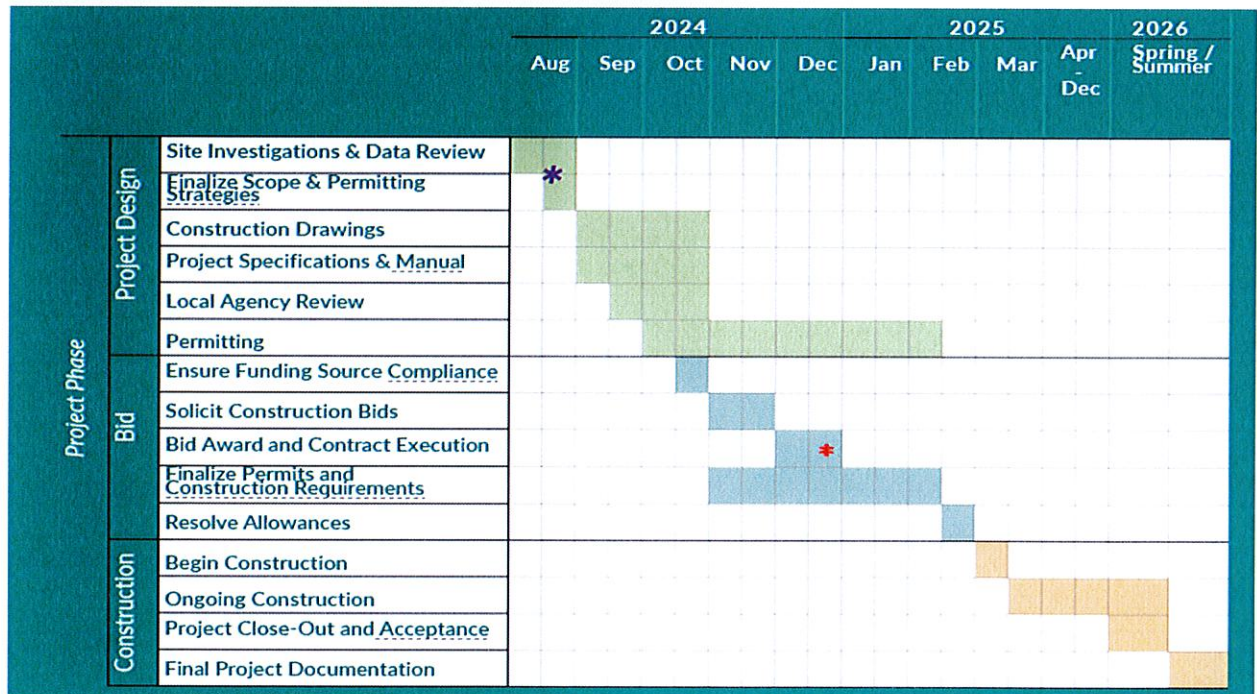 2024 2025 2026
Aug Sep Oct Nov Dec Jan Feb Mar Apr - Dec Spring / Summer
Project Phase
Project Design
Site Investigations & Data Review
*
Finalize Scope & Permitting
Strategies
Construction Drawings
Project Specifications & Manual
Local Agency Review
Permitting
Bid
Ensure Funding Source Compliance
Solicit Construction Bids
Bid Award and Contract Execution
Finalize Permits and
Construction Requirements
Resolve Allowances
Construction
Begin Construction
Ongoing Construction
Project Close-Out and Acceptance
Final Project Documentation